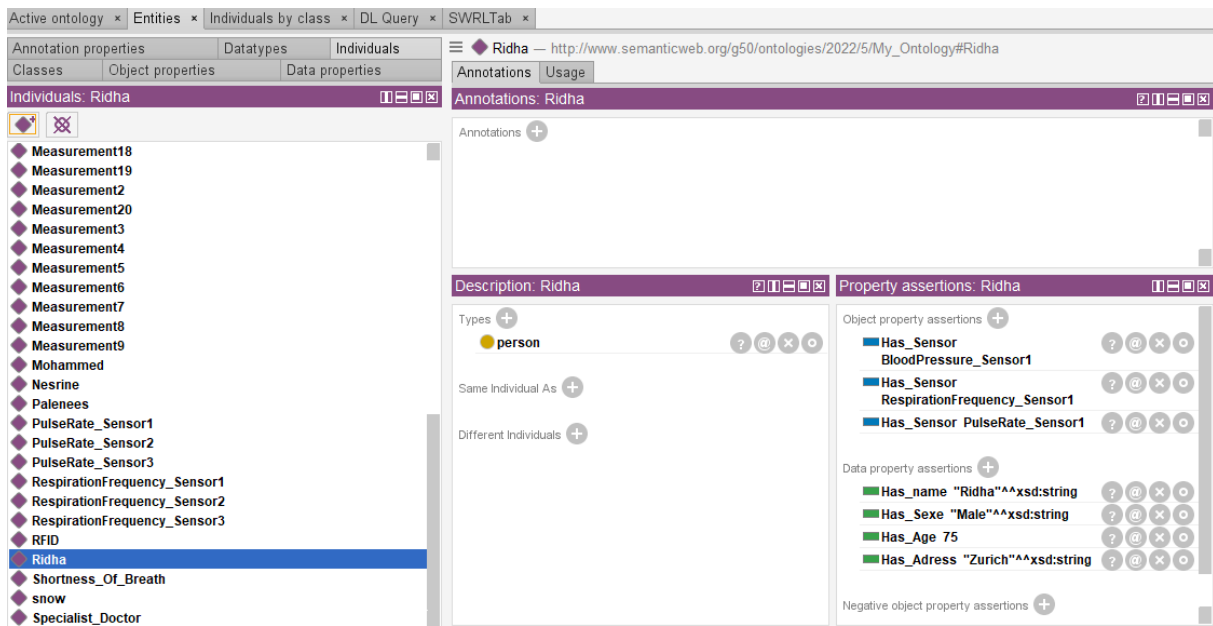 Active ontology × Entities × Individuals by class × DL Query × SWRLTab ×
Annotation properties Datatypes Individuals
Classes Object properties Data properties
Individuals: Ridha
Measurement18
Measurement19
Measurement2
Measurement20
Measurement3
Measurement4
Measurement5
Measurement6
Measurement7
Measurement8
Measurement9
Mohammed
Nesrine
Palenees
PulseRate_Sensor1
PulseRate_Sensor2
PulseRate_Sensor3
RespirationFrequency_Sensor1
RespirationFrequency_Sensor2
RespirationFrequency_Sensor3
RFID
Ridha
Shortness_Of_Breath
snow
Specialist_Doctor
Ridha — http://www.semanticweb.org/g50/ontologies/2022/5/My_Ontology#Ridha
Annotations Usage
Annotations: Ridha
Annotations
Description: Ridha
Types
person
Same Individual As
Different Individuals
Property assertions: Ridha
Object property assertions
Has_Sensor
BloodPressure_Sensor1
Has_Sensor
RespirationFrequency_Sensor1
Has_Sensor PulseRate_Sensor1
Data property assertions
Has_name "Ridha"^^xsd:string
Has_Sexe "Male"^^xsd:string
Has_Age 75
Has_Adress "Zurich"^^xsd:string
Negative object property assertions